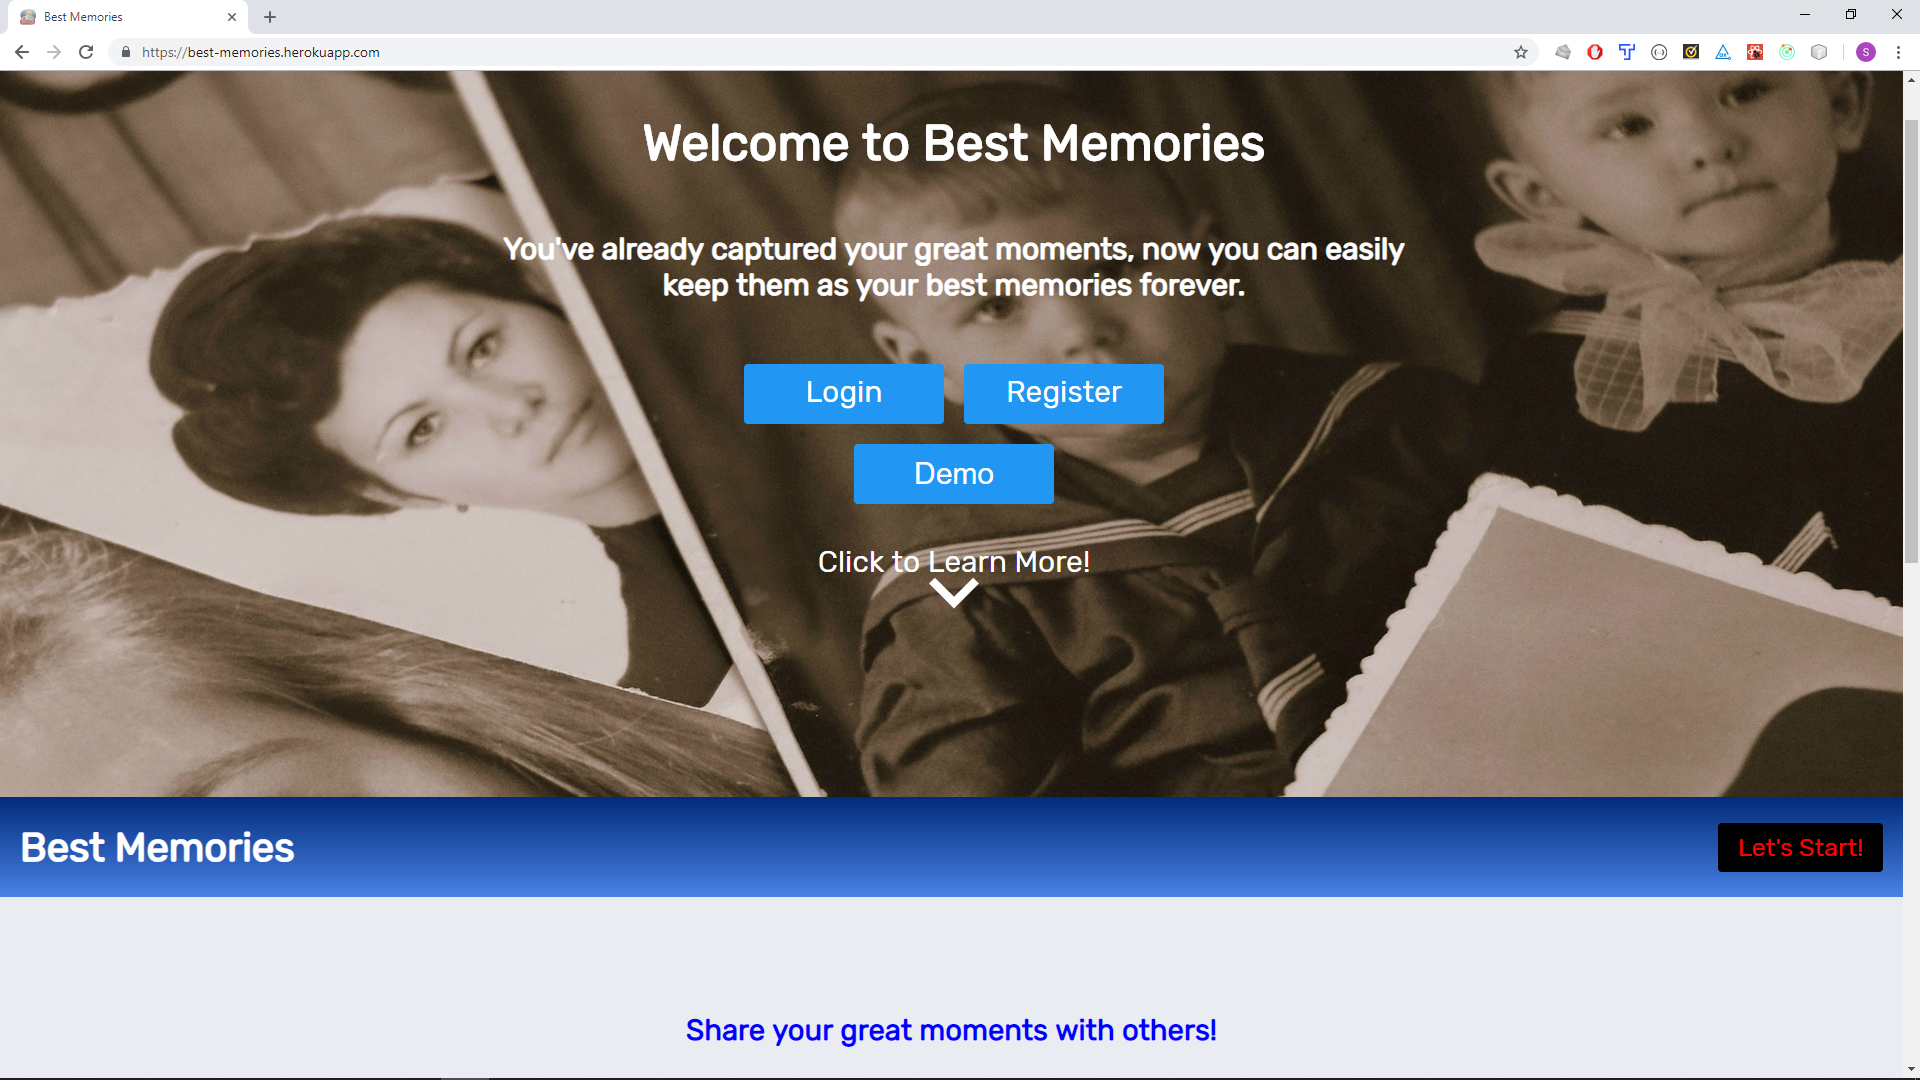 Best Memories
https://best-memories.herokuapp.com
S
Welcome to Best Memories
You've already captured your great moments, now you can easily
keep them as your best memories forever.
Login
Register
Demo
Click to Learn More!
Best Memories
Let's Start!
Share your great moments with others!